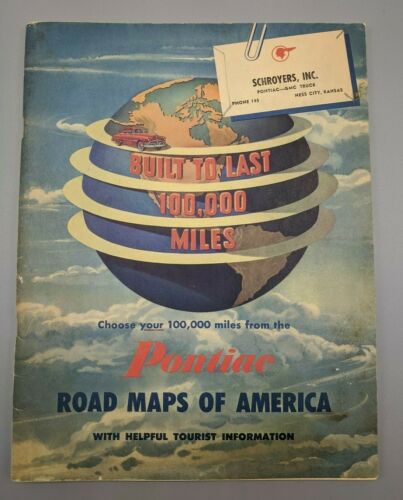 SCHROYERS, INC.
PONTIAC—GMC TRUCK
PHONE 195 NESS CITY, KANSAS
BUILT TO LAST
100,000
MILES
Choose your 100,000 miles from the
Pontiac
ROAD MAPS OF AMERICA
WITH HELPFUL TOURIST INFORMATION